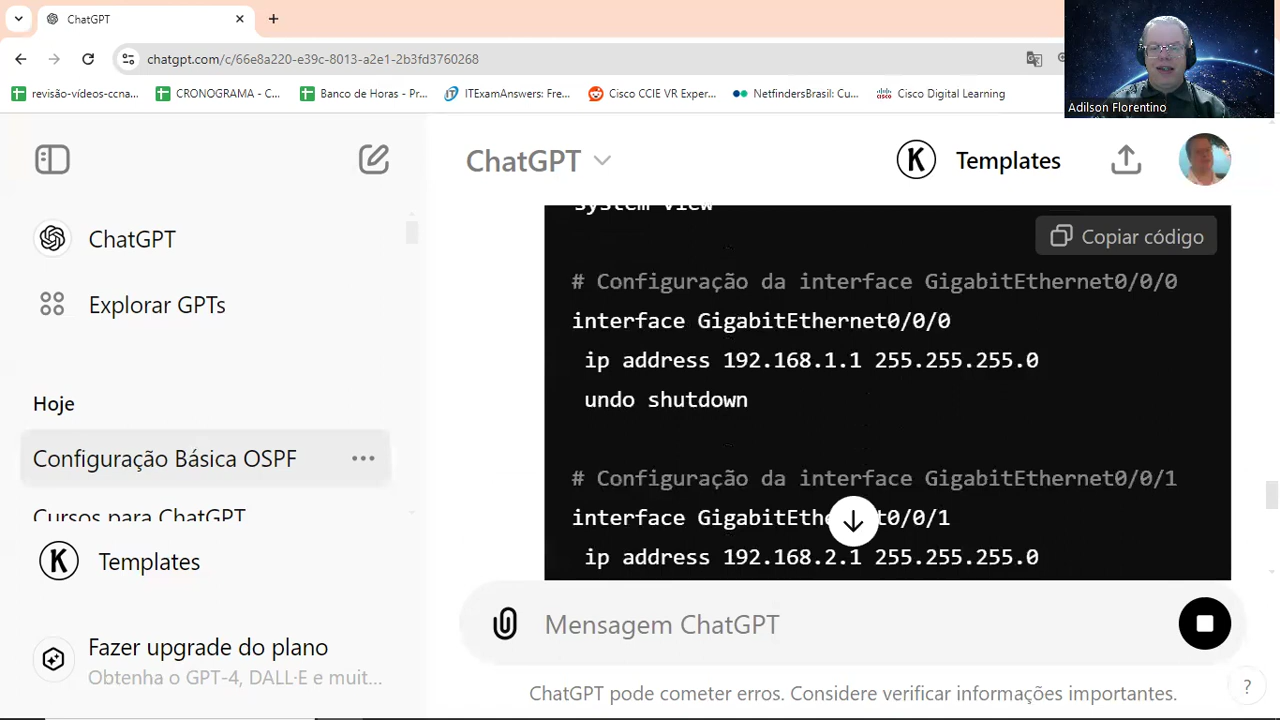 ChatGPT
chatgpt.com/c/66e8a220-e39c-8013-a2e1-2b3fd3760268
revisão-vídeos-ccna...
CRONOGRAMA - C...
Banco de Horas - Pr...
ITExamAnswers: Fre...
Cisco CCIE VR Exper...
NetfindersBrasil: Cu...
Cisco Digital Learning
Adilson Florentino
ChatGPT
K Templates
ChatGPT
Explorar GPTs
Hoje
Configuração Básica OSPF
Cursos para ChatGPT
K Templates
Fazer upgrade do plano
Obtenha o GPT-4, DALL·E e muit...
system view
Copiar código
# Configuração da interface GigabitEthernet0/0/0
interface GigabitEthernet0/0/0
ip address 192.168.1.1 255.255.255.0
undo shutdown
# Configuração da interface GigabitEthernet0/0/1
interface GigabitEthernet0/0/1
ip address 192.168.2.1 255.255.255.0
Mensagem ChatGPT
ChatGPT pode cometer erros. Considere verificar informações importantes.
?